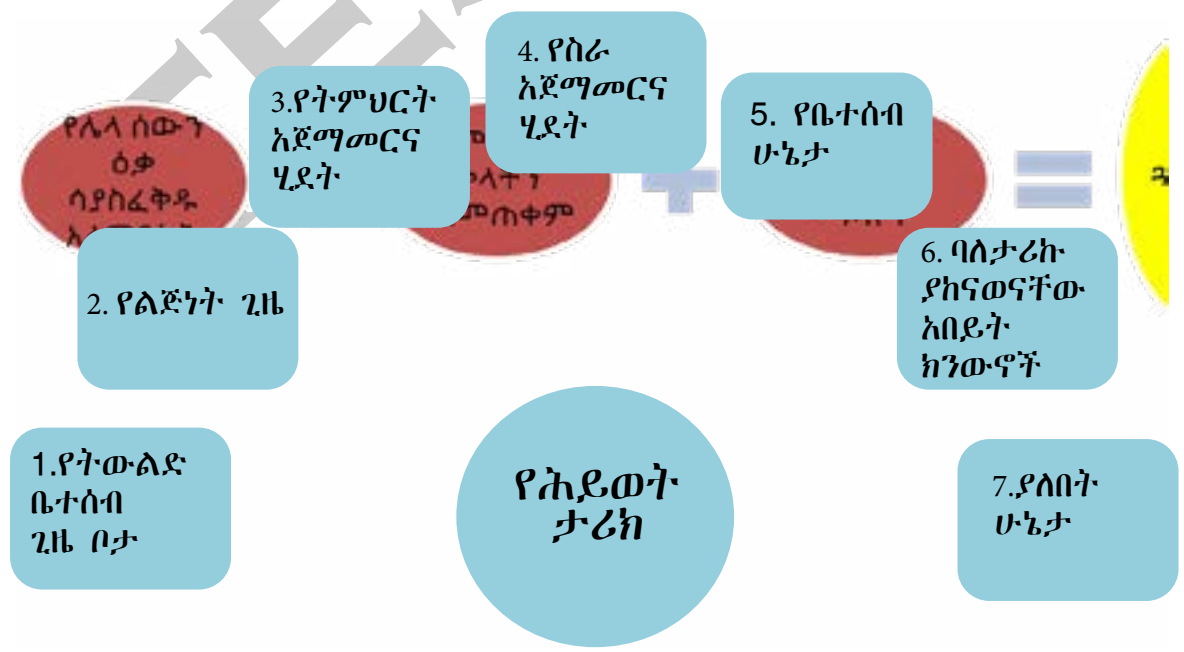 1.የትውልድ
ቤተሰብ
ጊዜ ቦታ
2. የልጅነት ጊዜ
3.የትምህርት
አጀማመርና
ሂደት
4. የስራ
አጀማመርና
ሂደት
5. የቤተሰብ
ሁኔታ
6. ባለታሪኩ
ያከናወናቸው
አበይት
ክንውኖች
7.ያለበት
ሁኔታ
የሕይወት
ታሪክ
የሌላ ሰውን
ዕቃ
ሳያስፈቅዱ